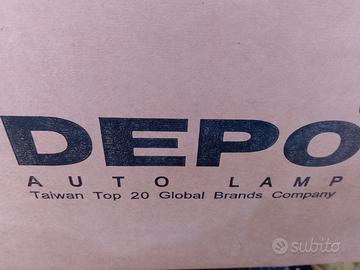 DEPO
AUTO LAMP
Taiwan Top 20 Global Brands Company
subito